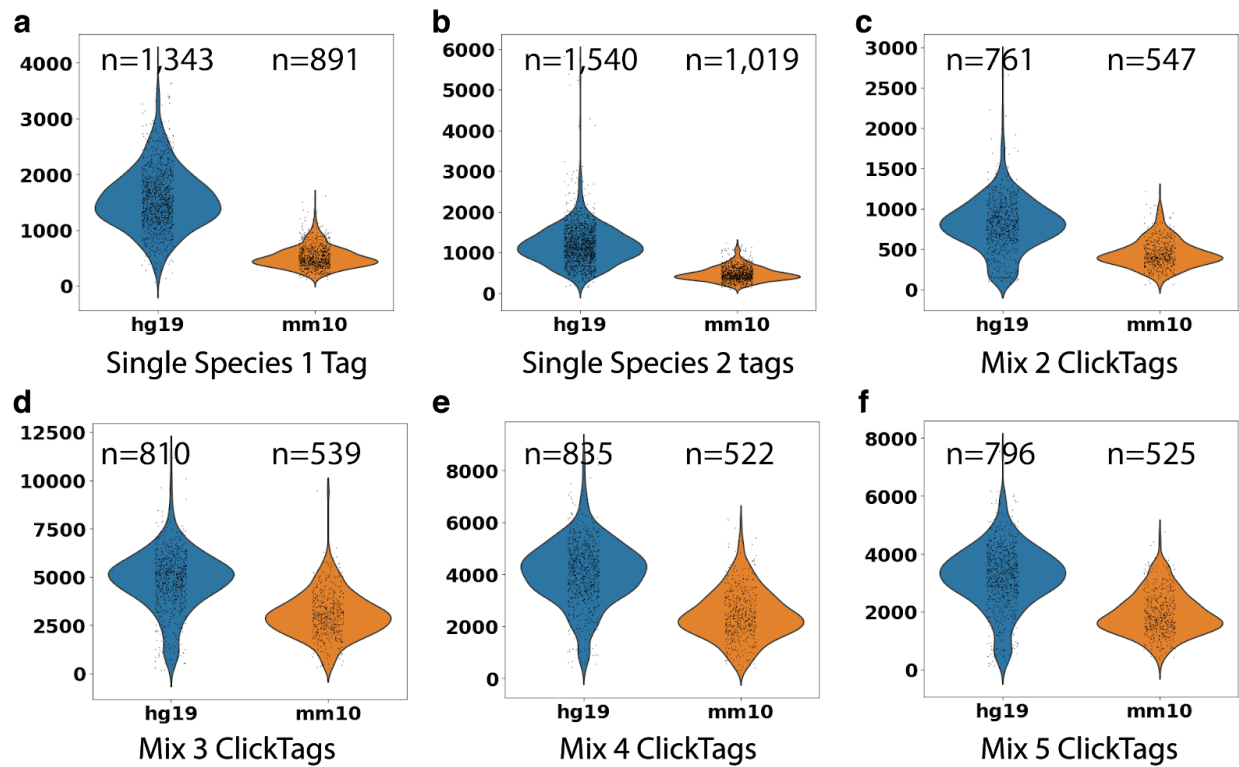 a
n=1,343 n=891
4000
3000
2000
1000
0
hg19 mm10
Single Species 1 Tag
b
n=1,540 n=1,019
6000
5000
4000
3000
2000
1000
0
hg19 mm10
Single Species 2 tags
c
n=761 n=547
3000
2500
2000
1500
1000
500
0
hg19 mm10
Mix 2 ClickTags
d
n=810 n=539
12500
10000
7500
5000
2500
0
hg19 mm10
Mix 3 ClickTags
e
n=835 n=522
8000
6000
4000
2000
0
hg19 mm10
Mix 4 ClickTags
f
n=796 n=525
8000
6000
4000
2000
0
hg19 mm10
Mix 5 ClickTags